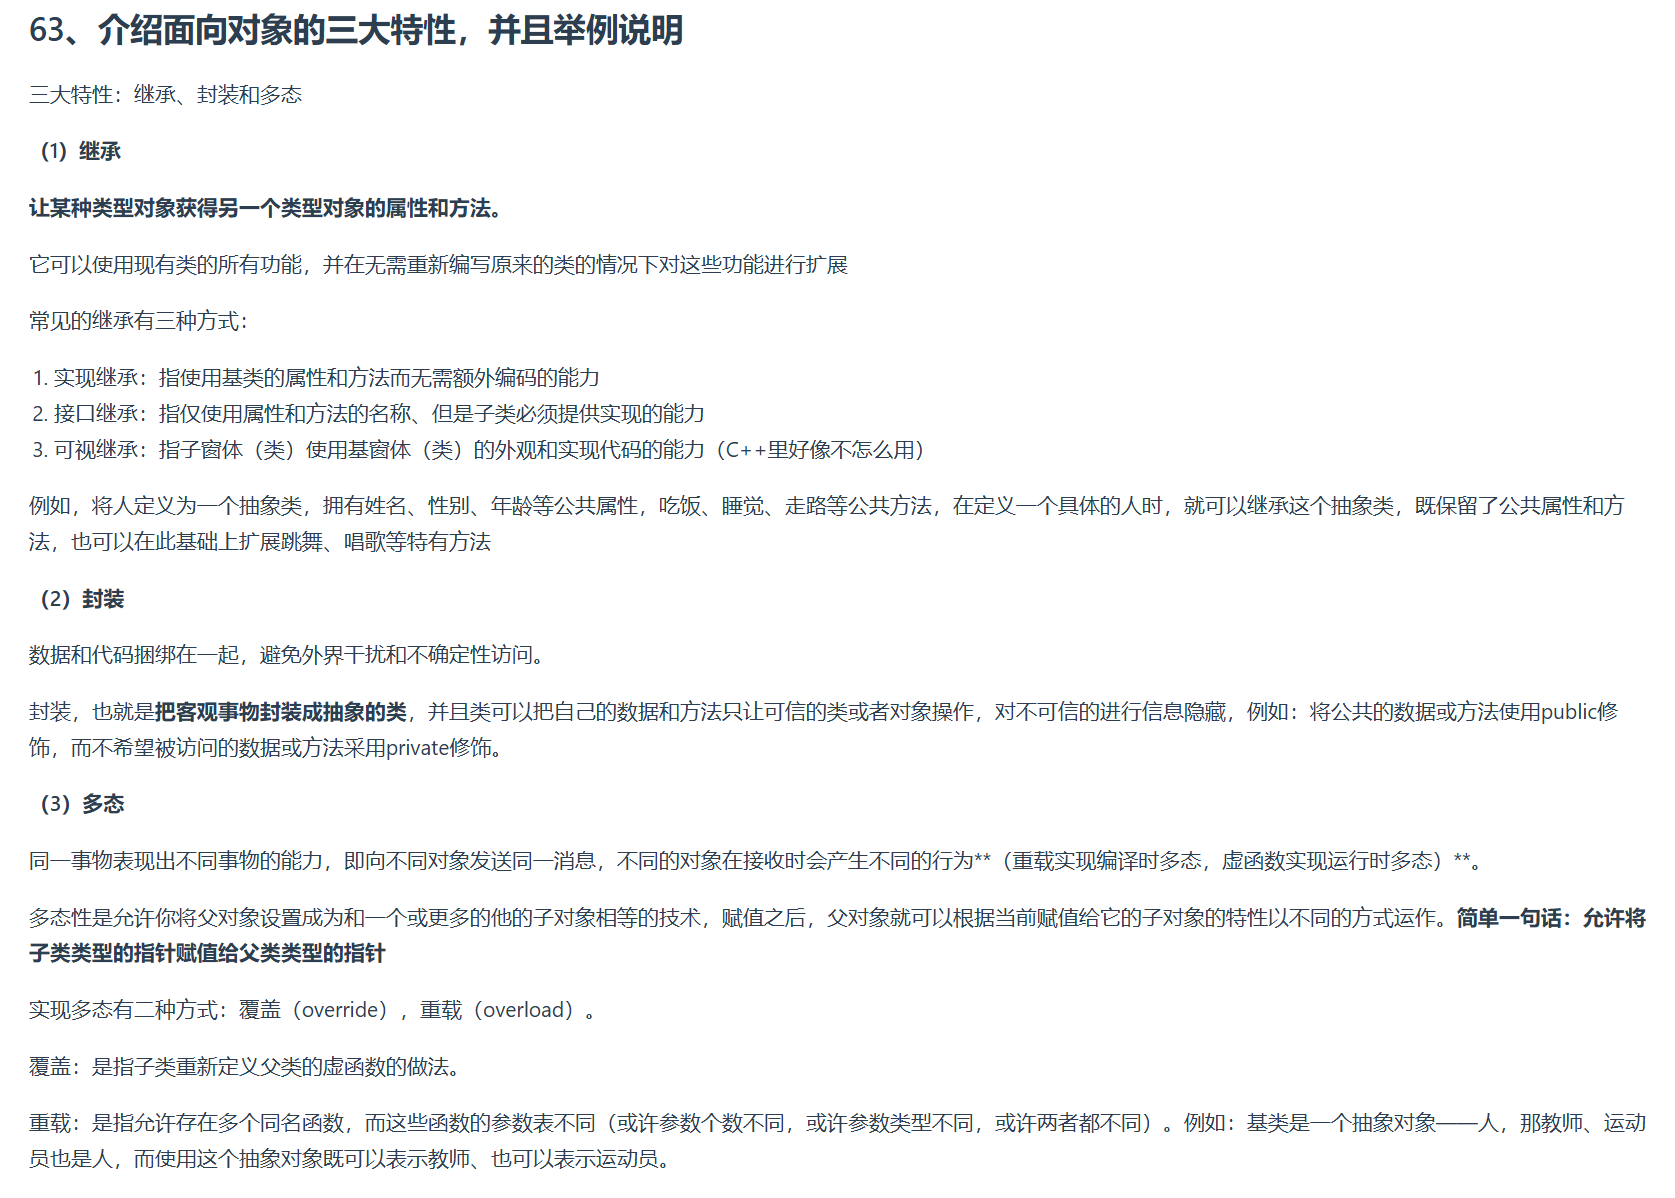 63、介绍面向对象的三大特性，并且举例说明
三大特性：继承、封装和多态
（1）继承
让某种类型对象获得另一个类型对象的属性和方法。
它可以使用现有类的所有功能，并在无需重新编写原来的类的情况下对这些功能进行扩展
常见的继承有三种方式：
1. 实现继承：指使用基类的属性和方法而无需额外编码的能力
2. 接口继承：指仅使用属性和方法的名称、但是子类必须提供实现的能力
3. 可视继承：指子窗体（类）使用基窗体（类）的外观和实现代码的能力（C++里好像不怎么用）
例如，将人定义为一个抽象类，拥有姓名、性别、年龄等公共属性，吃饭、睡觉、走路等公共方法，在定义一个具体的人时，就可以继承这个抽象类，既保留了公共属性和方
法，也可以在此基础上扩展跳舞、唱歌等特有方法
（2）封装
数据和代码捆绑在一起，避免外界干扰和不确定性访问。
封装，也就是把客观事物封装成抽象的类，并且类可以把自己的数据和方法只让可信的类或者对象操作，对不可信的进行信息隐藏，例如：将公共的数据或方法使用public修
饰，而不希望被访问的数据或方法采用private修饰。
（3）多态
同一事物表现出不同事物的能力，即向不同对象发送同一消息，不同的对象在接收时会产生不同的行为**（重载实现编译时多态，虚函数实现运行时多态）**。
多态性是允许你将父对象设置成为和一个或更多的他的子对象相等的技术，赋值之后，父对象就可以根据当前赋值给它的子对象的特性以不同的方式运作。简单一句话：允许将
子类类型的指针赋值给父类类型的指针
实现多态有二种方式：覆盖（override），重载（overload）。
覆盖：是指子类重新定义父类的虚函数的做法。
重载：是指允许存在多个同名函数，而这些函数的参数表不同（或许参数个数不同，或许参数类型不同，或许两者都不同）。例如：基类是一个抽象对象——人，那教师、运动
员也是人，而使用这个抽象对象既可以表示教师、也可以表示运动员。